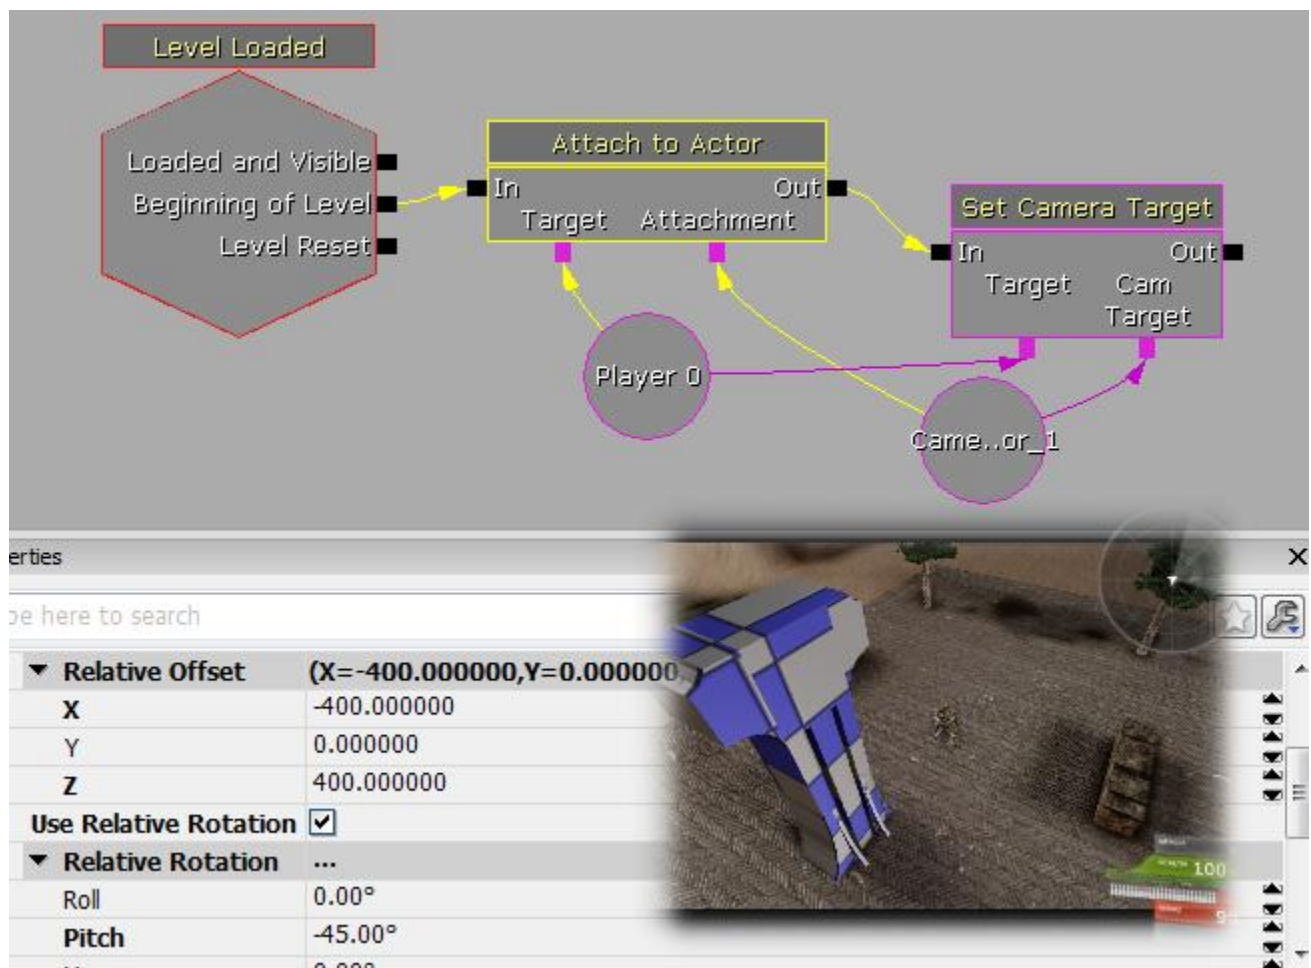 Level Loaded
Loaded and Visible
Beginning of Level
Level Reset
Attach to Actor
In Out
Target Attachment
Set Camera Target
In Out
Target Cam
Target
Player 0
Came..or_1
erties
pe here to search
Relative Offset (X=-400.000000,Y=0.000000,
X -400.000000
Y 0.000000
Z 400.000000
Use Relative Rotation
Relative Rotation ...
Roll 0.00°
Pitch -45.00°
100